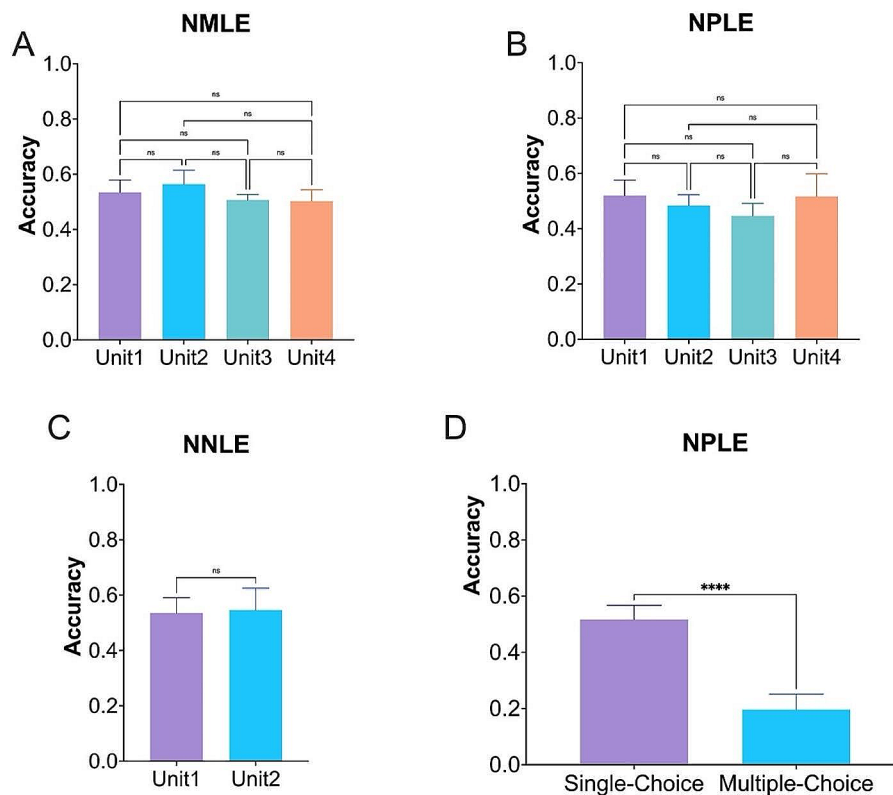 A
NMLE
Accuracy
1.0
0.8
0.6
0.4
0.2
0.0
ns
ns
ns
ns
ns
ns
Unit1 Unit2 Unit3 Unit4
B
NPLE
Accuracy
1.0
0.8
0.6
0.4
0.2
0.0
ns
ns
ns
ns
ns
ns
Unit1 Unit2 Unit3 Unit4
C
NNLE
Accuracy
1.0
0.8
0.6
0.4
0.2
0.0
ns
Unit1 Unit2
D
NPLE
Accuracy
1.0
0.8
0.6
0.4
0.2
0.0
****
Single-Choice Multiple-Choice